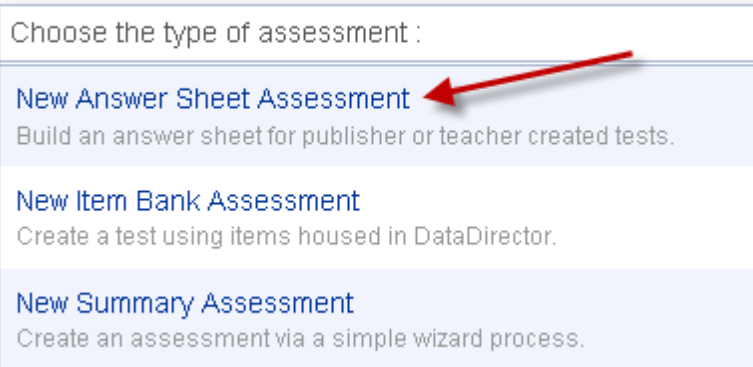 Choose the type of assessment :
New Answer Sheet Assessment
Build an answer sheet for publisher or teacher created tests.
New Item Bank Assessment
Create a test using items housed in DataDirector.
New Summary Assessment
Create an assessment via a simple wizard process.